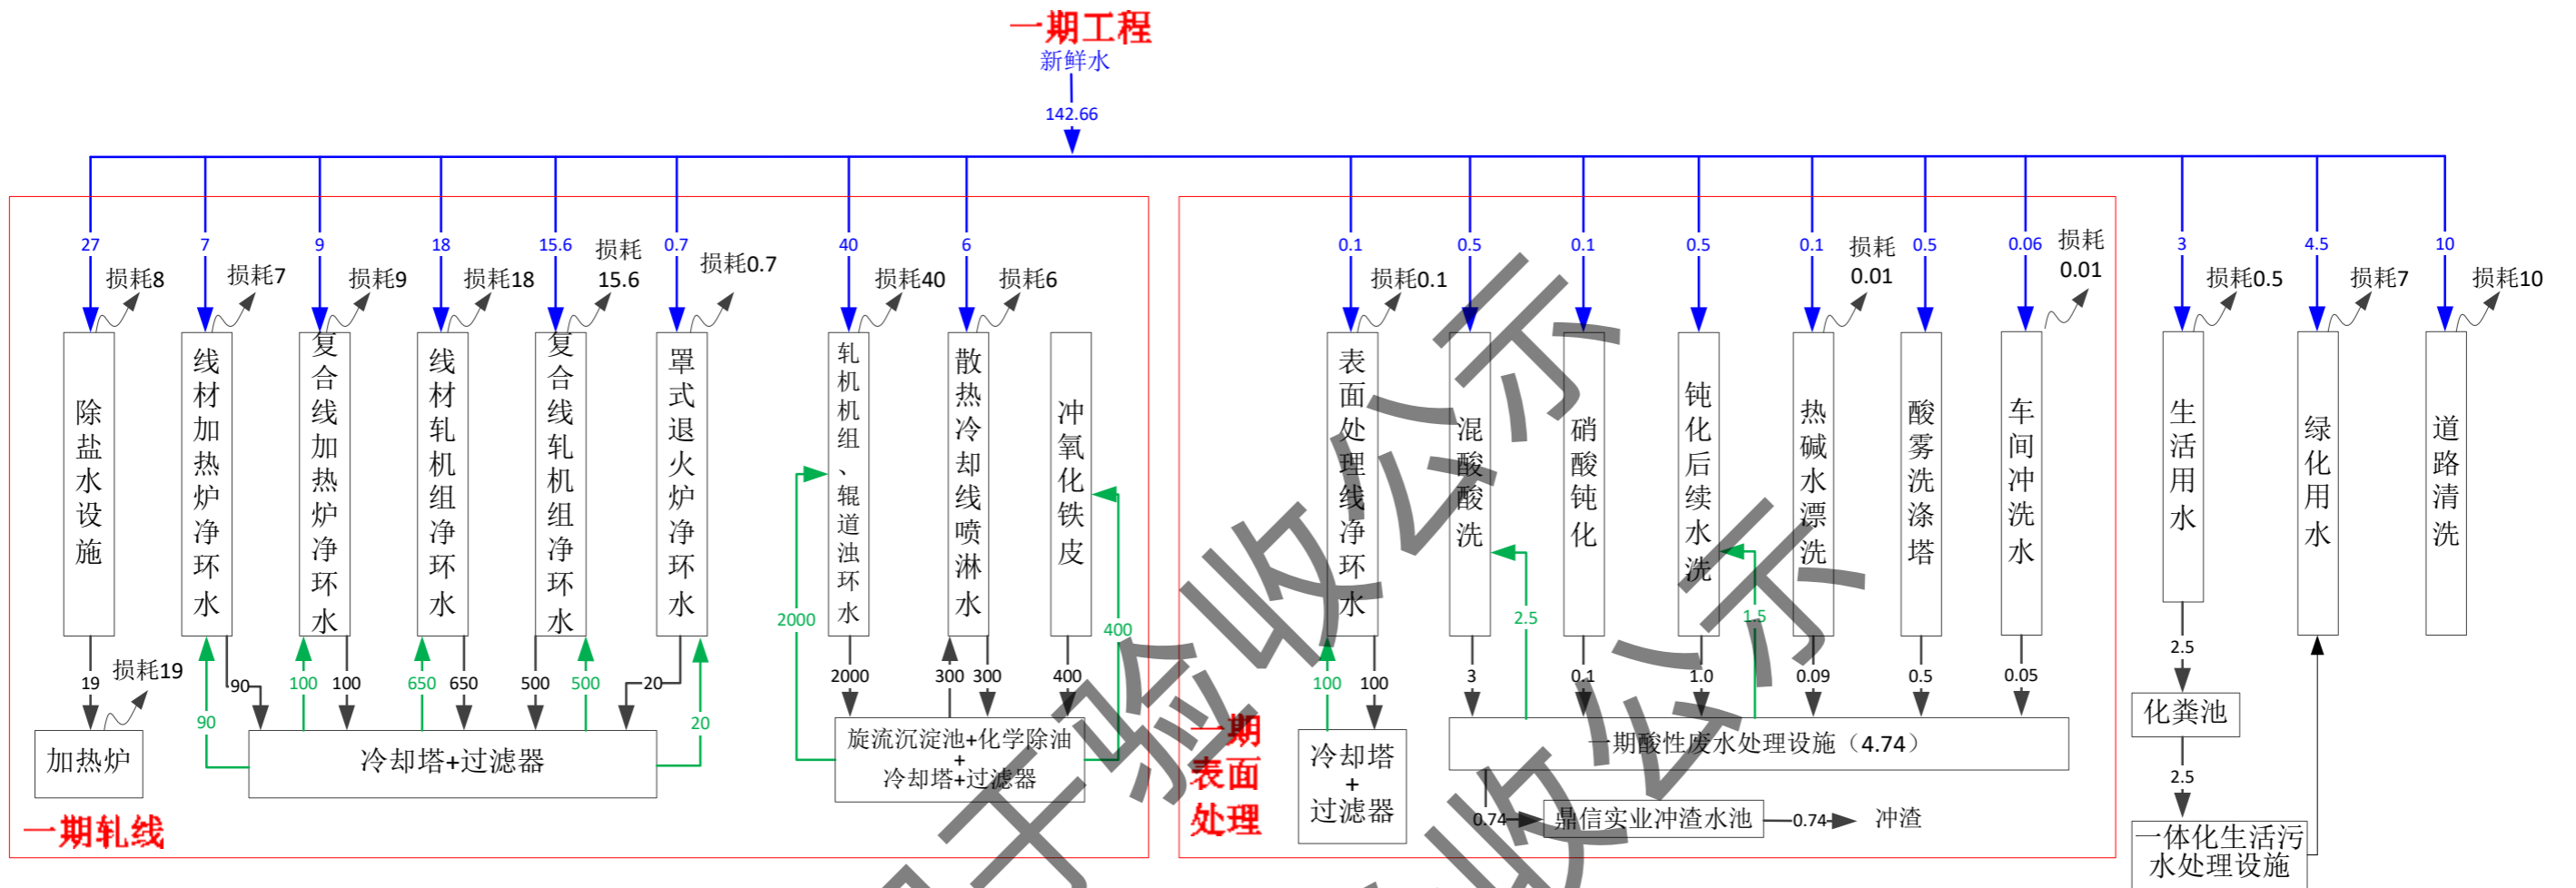 一期工程
新鲜水
142.66
27
7
9
18
15.6
0.7
40
6
0.1
0.5
0.1
0.5
0.1
0.5
0.06
3
4.5
10
损耗8
损耗7
损耗9
损耗18
损耗
15.6
损耗0.7
损耗40
损耗6
损耗0.1
损耗
0.01
损耗
0.01
损耗0.5
损耗7
损耗10
除盐水设施
线材加热炉净环水
复合线加热炉净环水
线材轧机组净环水
复合线轧机组净环水
罩式退火炉净环水
轧机机组、辊道浊环水
散热冷却线喷淋水
冲氧化铁皮
表面处理线净环水
混酸酸洗
硝酸钝化
钝化后续水洗
热碱水漂洗
酸雾洗涤塔
车间冲洗水
生活用水
绿化用水
道路清洗
2000
400
2.5
1.5
19
损耗19
90
90
100
100
650
650
500
500
20
20
2000
300
300
400
100
100
3
0.1
1.0
0.09
0.5
0.05
2.5
加热炉
冷却塔+过滤器
旋流沉淀池+化学除油
+
冷却塔+过滤器
冷却塔
+
过滤器
一期酸性废水处理设施（4.74）
0.74
鼎信实业冲渣水池
0.74
冲渣
化粪池
2.5
一体化生活污
水处理设施
一期轧线
一期
表面
处理
验收公示